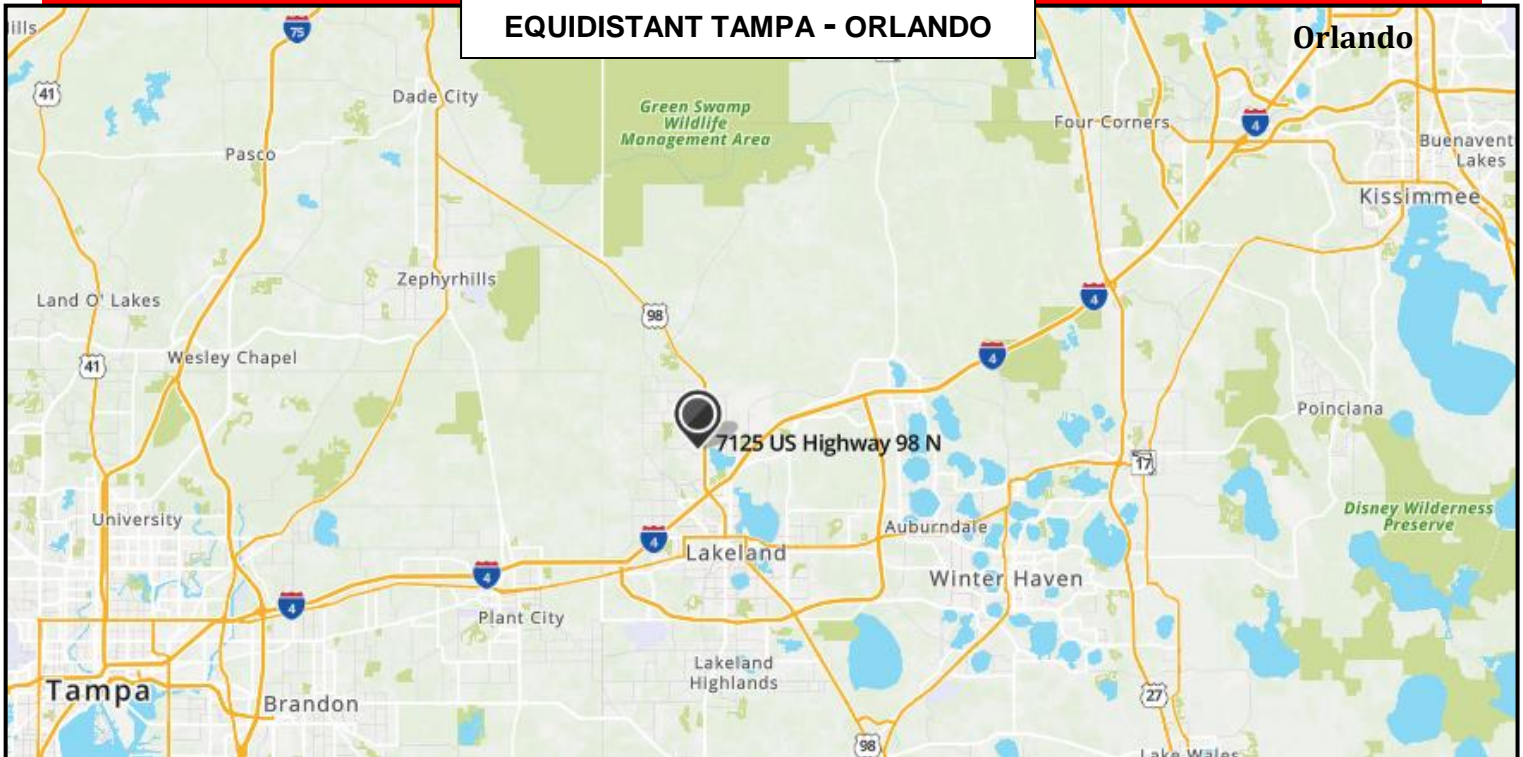 EQUIDISTANT TAMPA - ORLANDO
Orlando
75
41
Dade City
Green Swamp
Wildlife
Management Area
Four Corners
4
Buenavent
Lakes
Pasco
Kissimmee
Zephyrhills
Land O' Lakes
4
98
41
Wesley Chapel
4
Poinciana
7125 US Highway 98 N
17
University
Disney Wilderness
Preserve
Auburndale
4
Lakeland
4
Winter Haven
4
Plant City
Lakeland
Highlands
Tampa
Brandon
27
98
Lake Wales